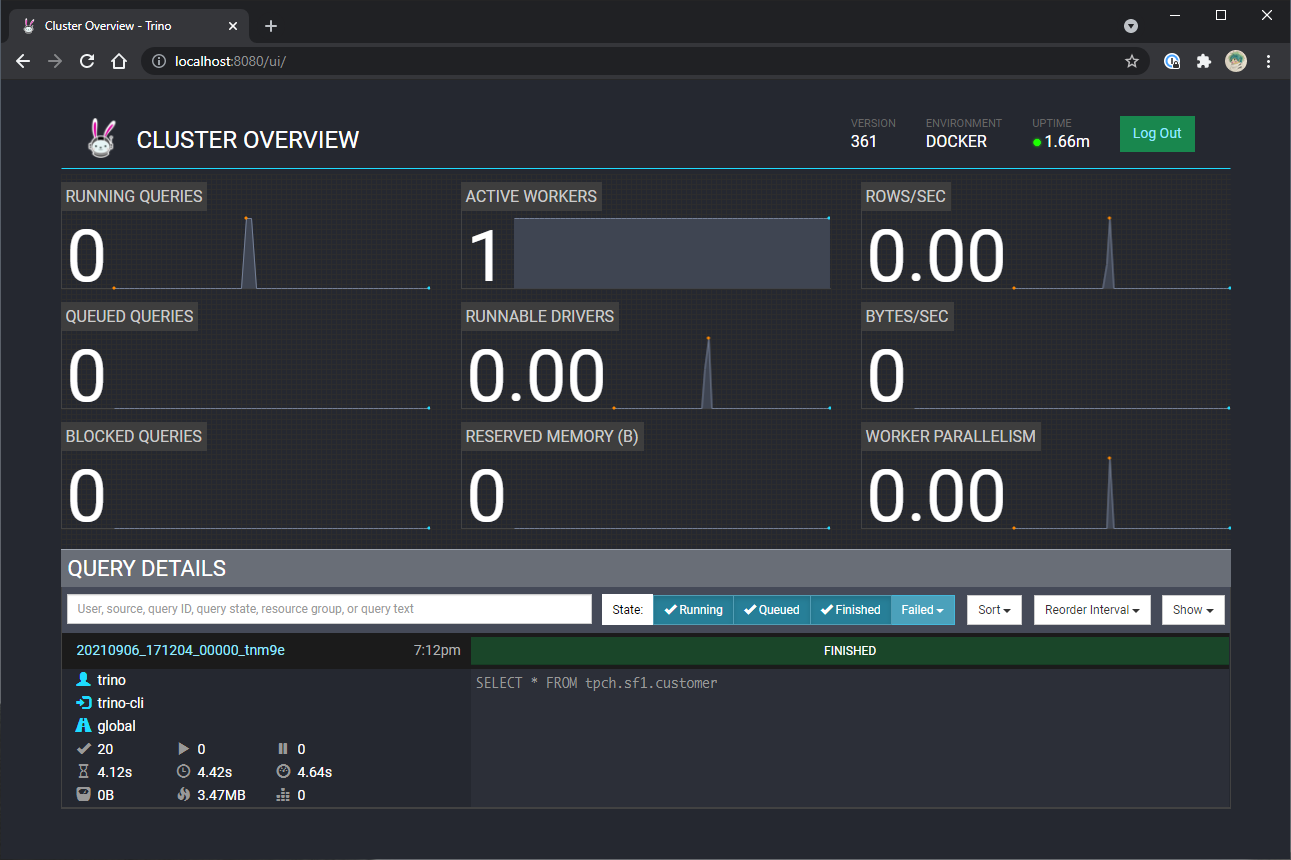 Cluster Overview - Trino
localhost:8080/ui/
CLUSTER OVERVIEW
VERSION
361
ENVIRONMENT
DOCKER
UPTIME
1.66m
Log Out
RUNNING QUERIES
0
ACTIVE WORKERS
1
ROWS/SEC
0.00
QUEUED QUERIES
0
RUNNABLE DRIVERS
0.00
BYTES/SEC
0
BLOCKED QUERIES
0
RESERVED MEMORY (B)
0
WORKER PARALLELISM
0.00
QUERY DETAILS
User, source, query ID, query state, resource group, or query text
State: Running Queued Finished Failed Sort Reorder Interval Show
20210906_171204_00000_tnm9e 7:12pm FINISHED
trino
SELECT * FROM tpch.sf1.customer
trino-cli
global
20 0 0
4.12s 4.42s 4.64s
0B 3.47MB 0